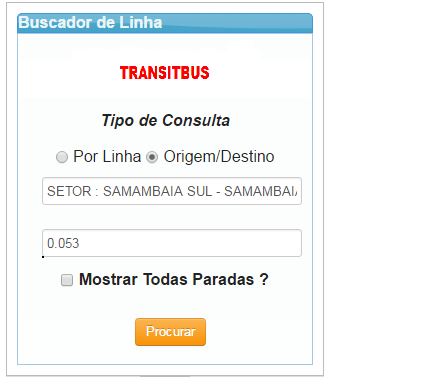 Buscador de Linha
TRANSITBUS
Tipo de Consulta
Por Linha Origem/Destino
SETOR : SAMAMBAIA SUL - SAMAMBAIA
0.053
Mostrar Todas Paradas ?
Procurar